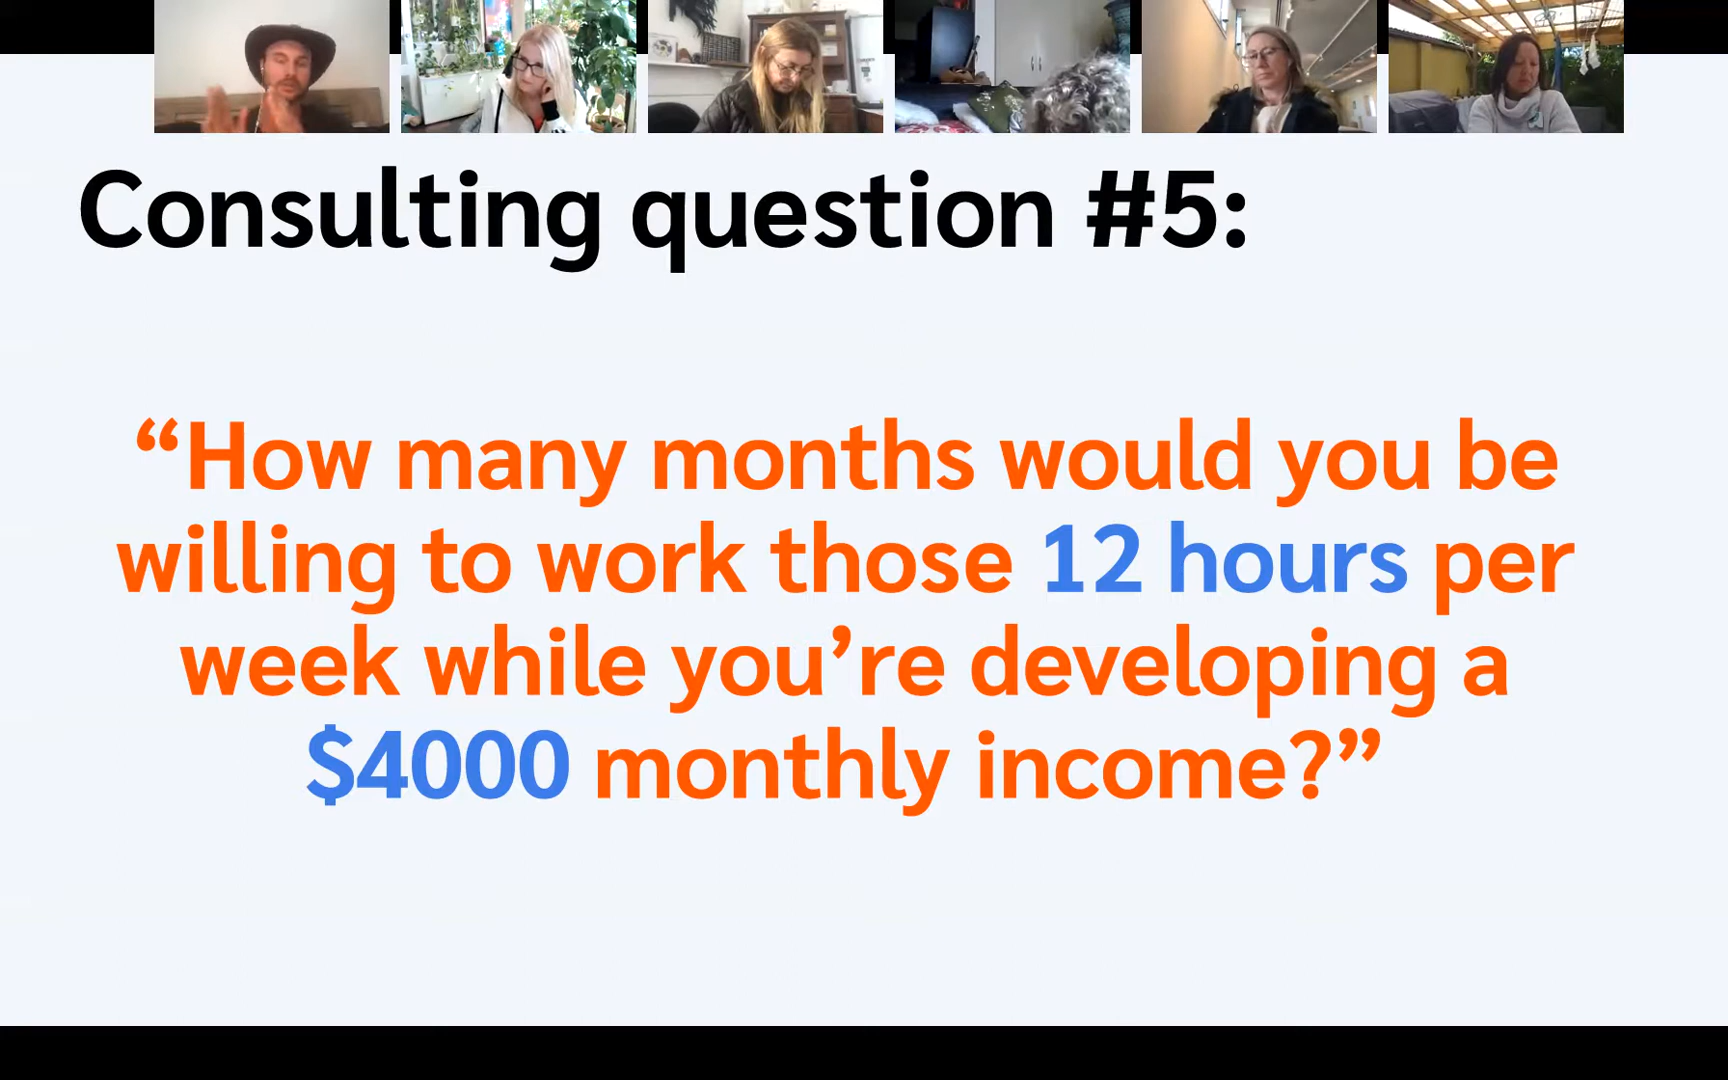 Consulting question #5:
“How many months would you be
willing to work those 12 hours per
week while you’re developing a
$4000 monthly income?”